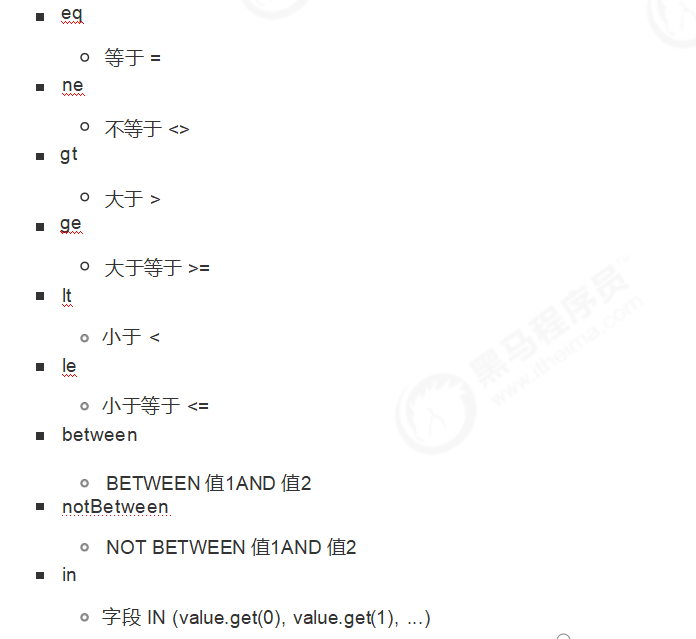 eq
等于 =
ne
不等于 <>
gt
大于 >
ge
大于等于 >=
lt
小于 <
le
小于等于 <=
between
BETWEEN 值1AND 值2
notBetween
NOT BETWEEN 值1AND 值2
in
字段 IN (value.get(0), value.get(1), ...)
黑马程序员
www.itheima.com